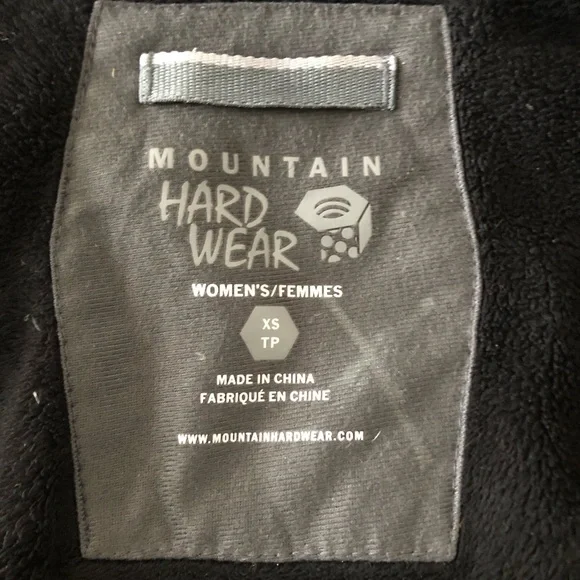 MOUNTAIN
HARD
WEAR
WOMEN'S/FEMMES
XS
TP
MADE IN CHINA
FABRIQUÉ EN CHINE
WWW.MOUNTAINHARDWEAR.COM